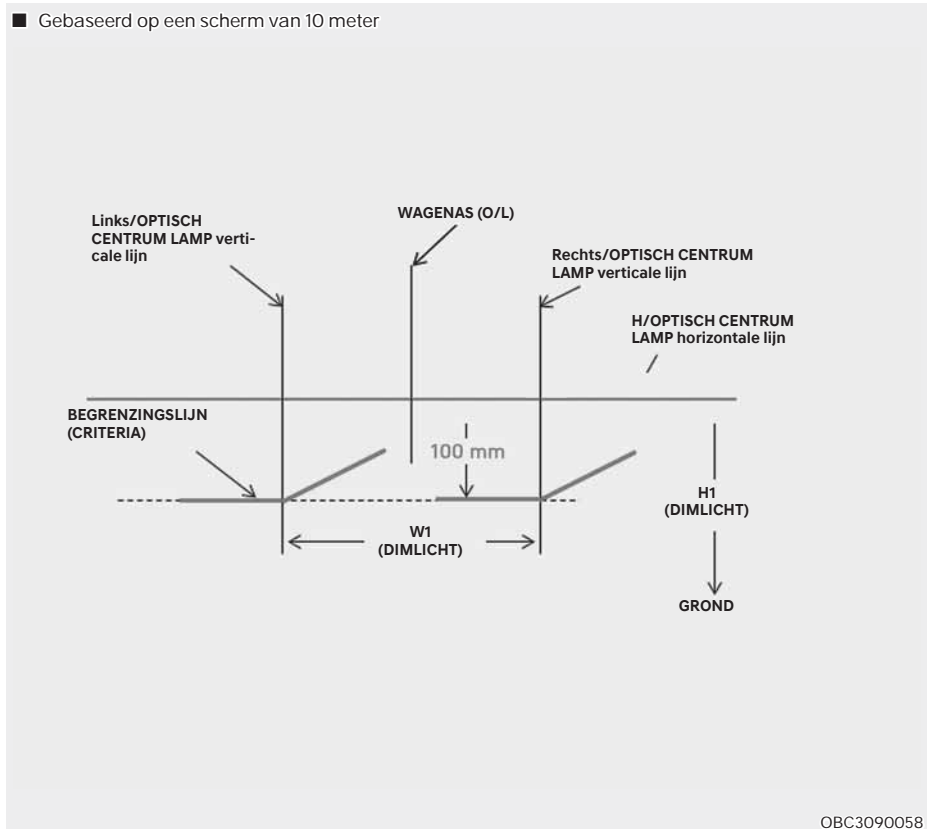 ■ Gebaseerd op een scherm van 10 meter
Links/OPTISCH
CENTRUM LAMP verti-
cale lijn
WAGENAS (O/L)
Rechts/OPTISCH CENTRUM
LAMP verticale lijn
H/OPTISCH CENTRUM
LAMP horizontale lijn
BEGRENZINGSLIJN
(CRITERIA)
100 mm
H1
(DIMLICHT)
W1
(DIMLICHT)
GROND
OBC3090058